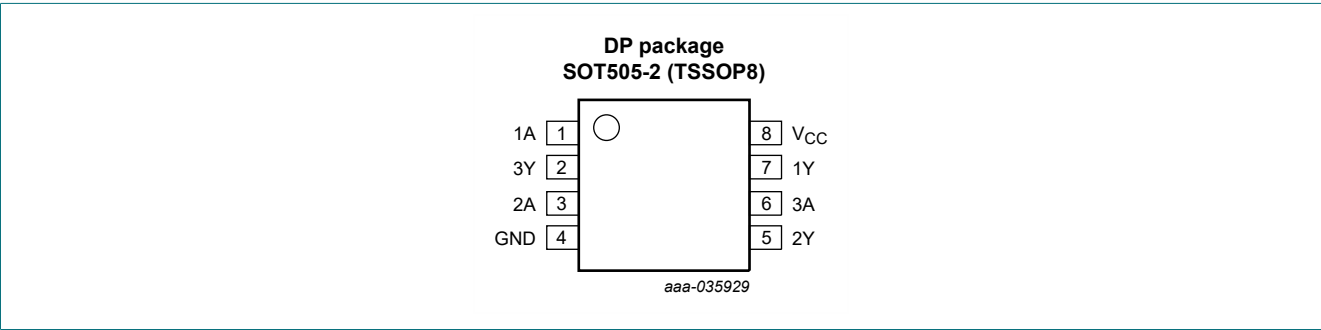 DP package
SOT505-2 (TSSOP8)
1A 1 8 VCC
3Y 2 7 1Y
2A 3 6 3A
GND 4 5 2Y
aaa-035929